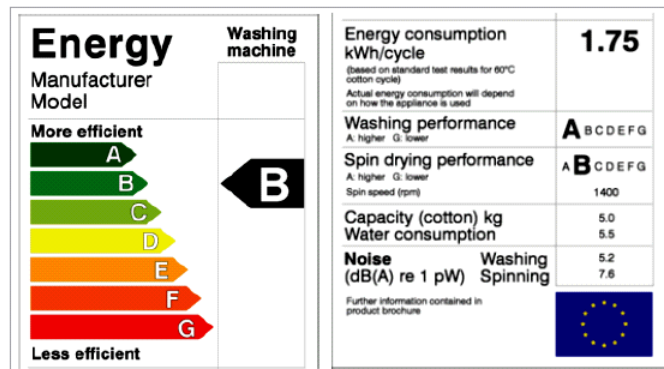 Energy
Washing
machine
Manufacturer
Model
More efficient
A
B
B
C
D
E
F
G
Less efficient
Energy consumption
kWh/cycle
1.75
(based on standard test results for 60°C
cotton cycle)
Actual energy consumption will depend
on how the appliance is used
Washing performance
A: higher G: lower
A B C D E F G
Spin drying performance
A: higher G: lower
A B C D E F G
Spin speed (rpm)
1400
Capacity (cotton) kg
5.0
Water consumption
5.5
Noise
Washing
5.2
(dB(A) re 1 pW)
Spinning
7.6
Further information contained in
product brochure